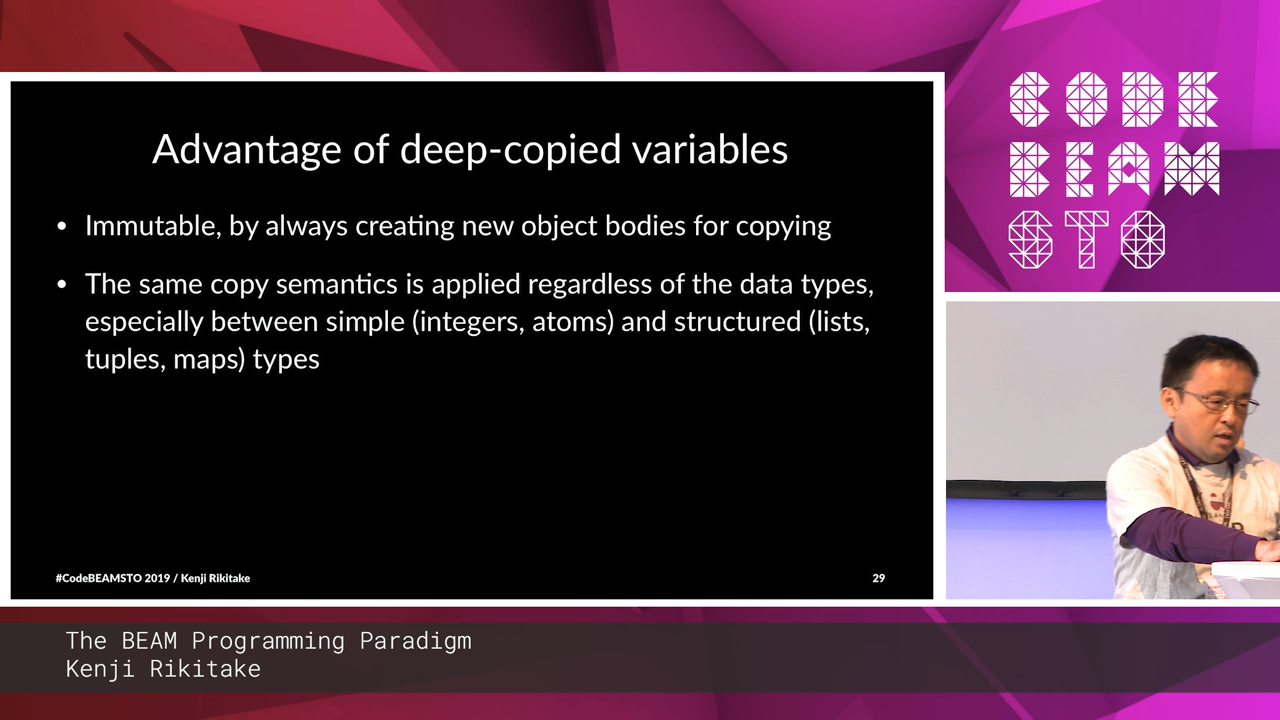 CODE
BEAM
STO
Advantage of deep-copied variables
• Immutable, by always creating new object bodies for copying
• The same copy semantics is applied regardless of the data types,
especially between simple (integers, atoms) and structured (lists,
tuples, maps) types
#CodeBEAMSTO 2019 / Kenji Rikitake
29
The BEAM Programming Paradigm
Kenji Rikitake